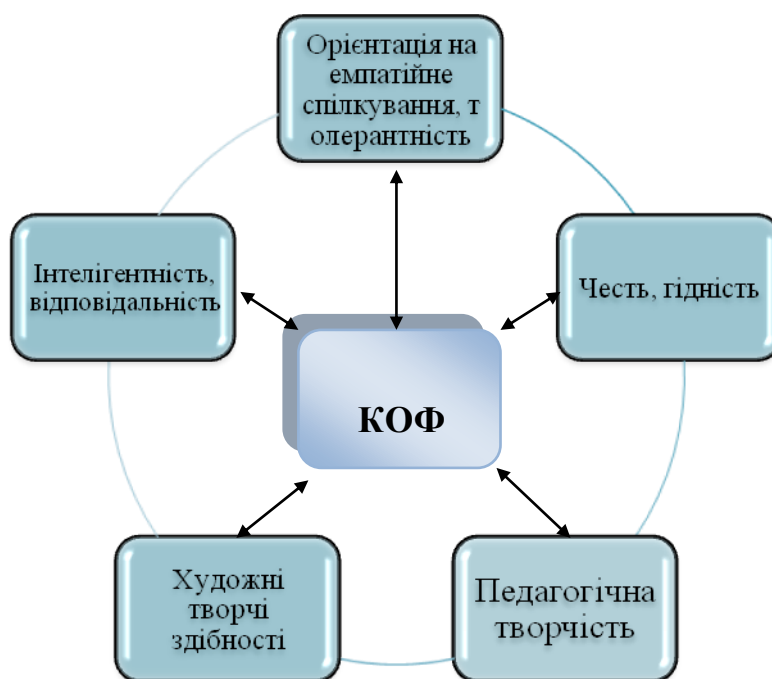 Орієнтація на
емпатійне
спілкування, т
олерантність
Інтелігентність,
відповідальність
Честь, гідність
КОФ
Художні
творчі
здібності
Педагогічна
творчість